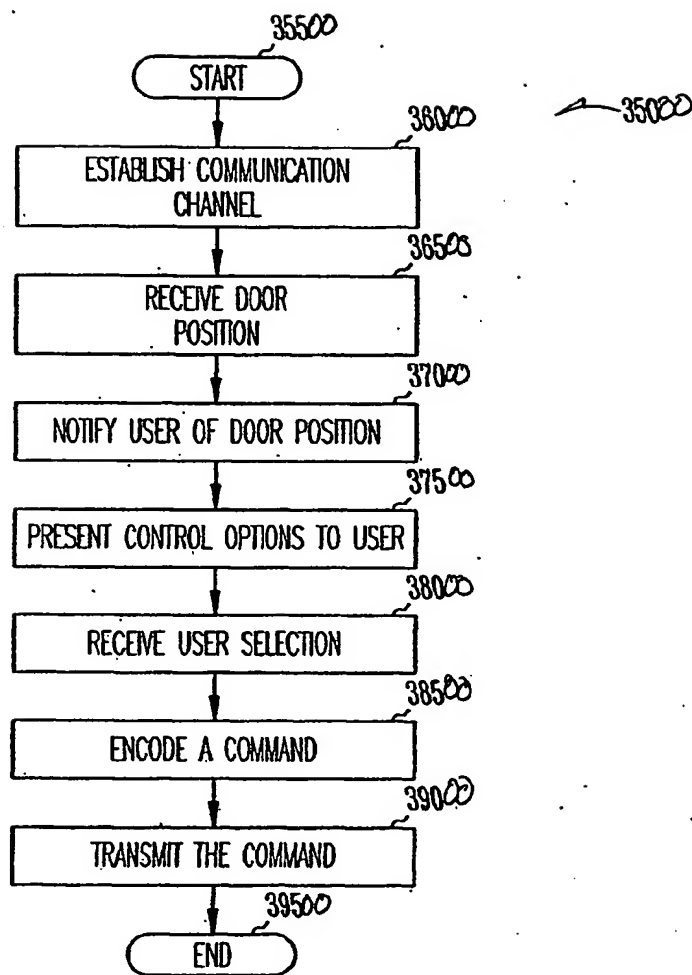 35500
START
35000
36000
ESTABLISH COMMUNICATION
CHANNEL
36500
RECEIVE DOOR
POSITION
37000
NOTIFY USER OF DOOR POSITION
37500
PRESENT CONTROL OPTIONS TO USER
38000
RECEIVE USER SELECTION
38500
ENCODE A COMMAND
39000
TRANSMIT THE COMMAND
39500
END